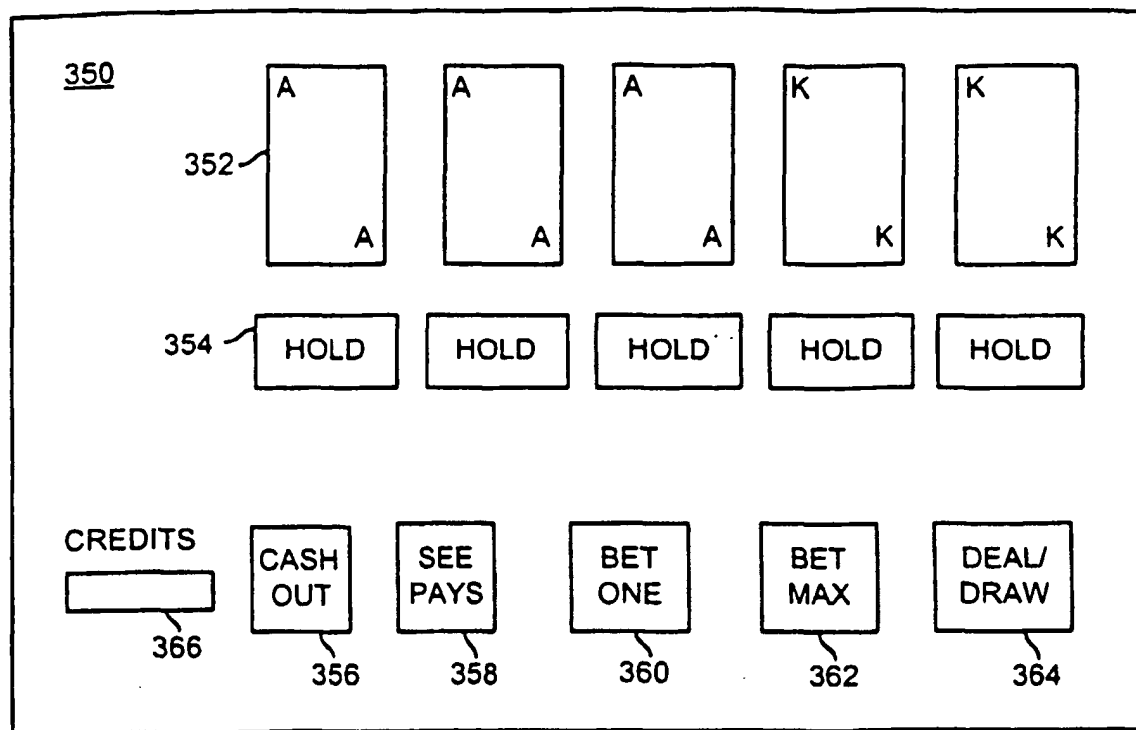 350
A A A K K
352
A A A K K
354 HOLD HOLD HOLD HOLD HOLD
CREDITS
CASH OUT
SEE PAYS
BET ONE
BET MAX
DEAL/ DRAW
366 356 358 360 362 364